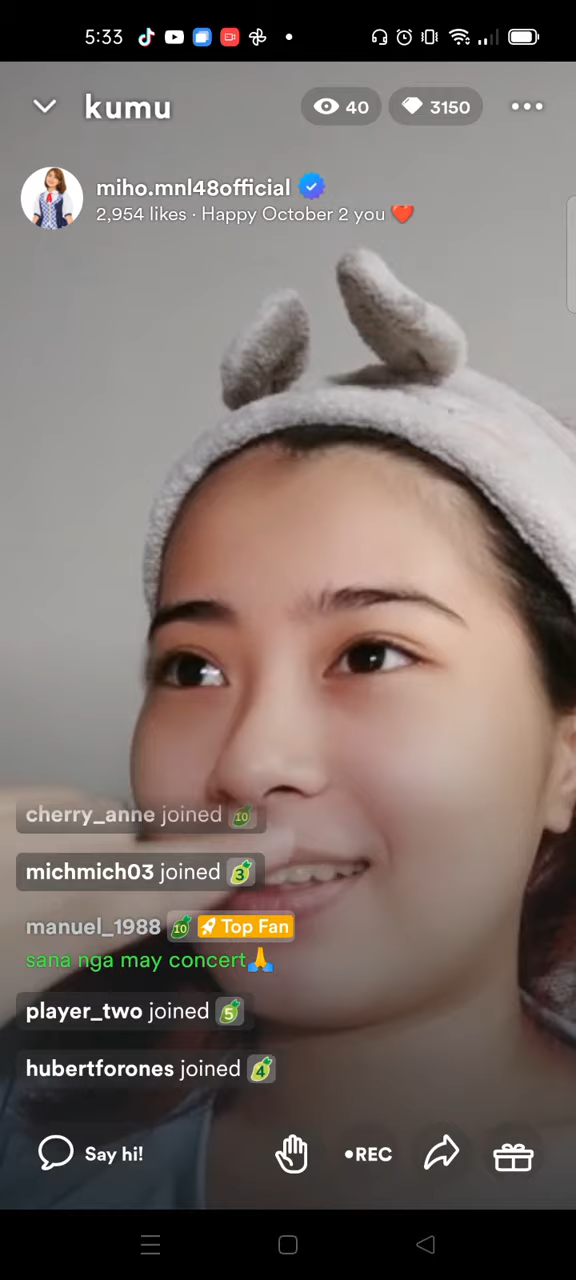 5:33
kumu
40
3150
miho.mnl48official
2,954 likes · Happy October 2 you ❤️
cherry_anne joined 10
michmich03 joined 3
manuel_1988 10 Top Fan
sana nga may concert🙏
player_two joined 5
hubertforones joined 4
Say hi!
•REC